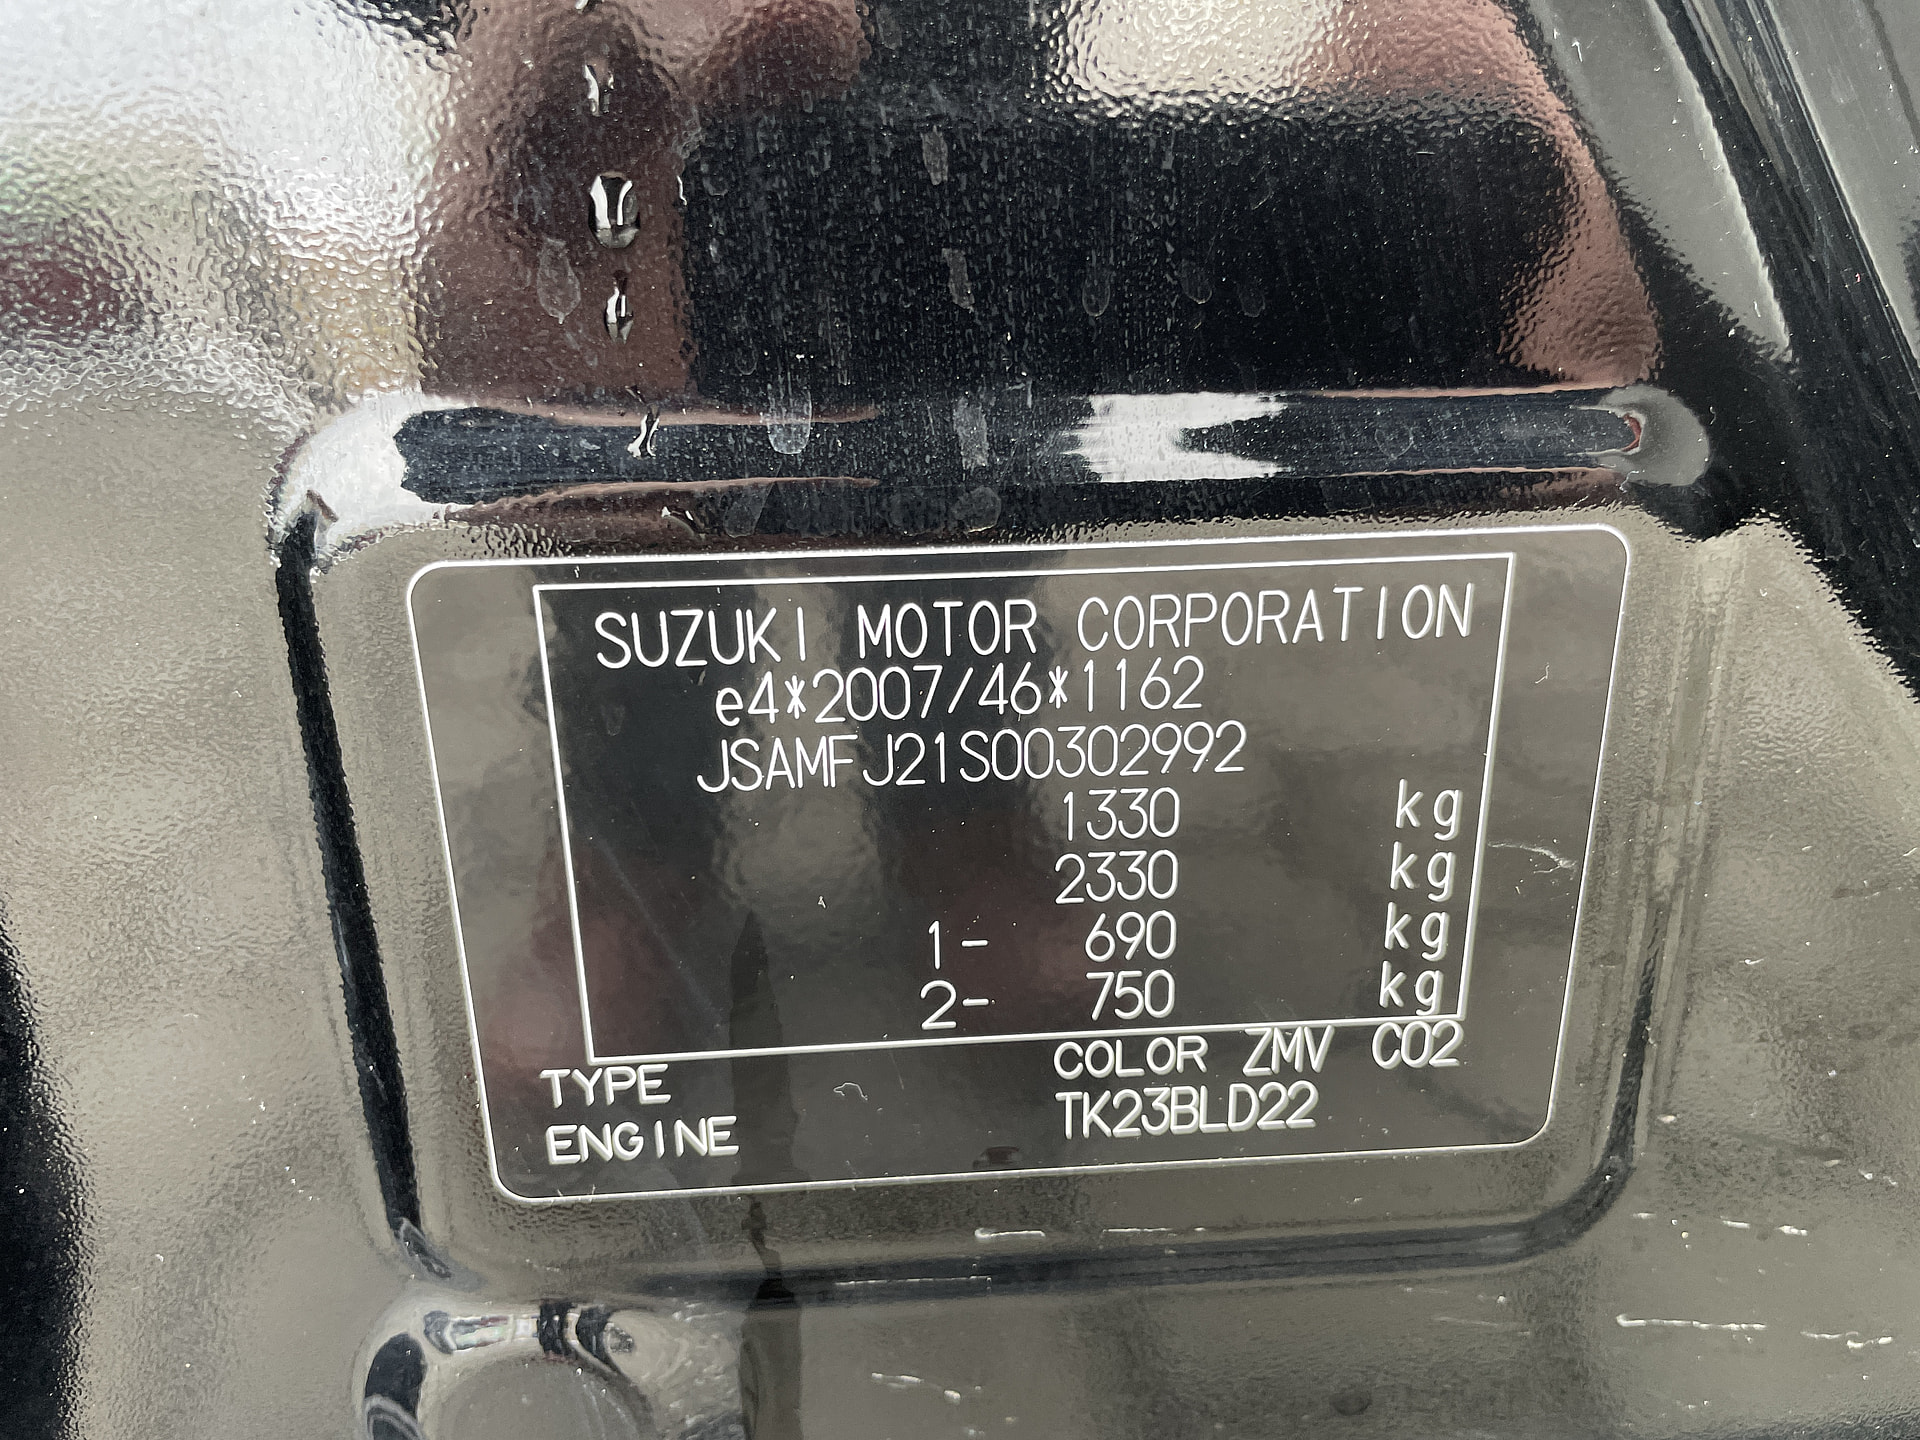 SUZUKI MOTOR CORPORATION
e4*2007/46*1162
JSAMFJ21S00302992
1330 kg
2330 kg
1- 690 kg
2- 750 kg
COLOR ZMV CO2
TYPE TK23BLD22
ENGINE